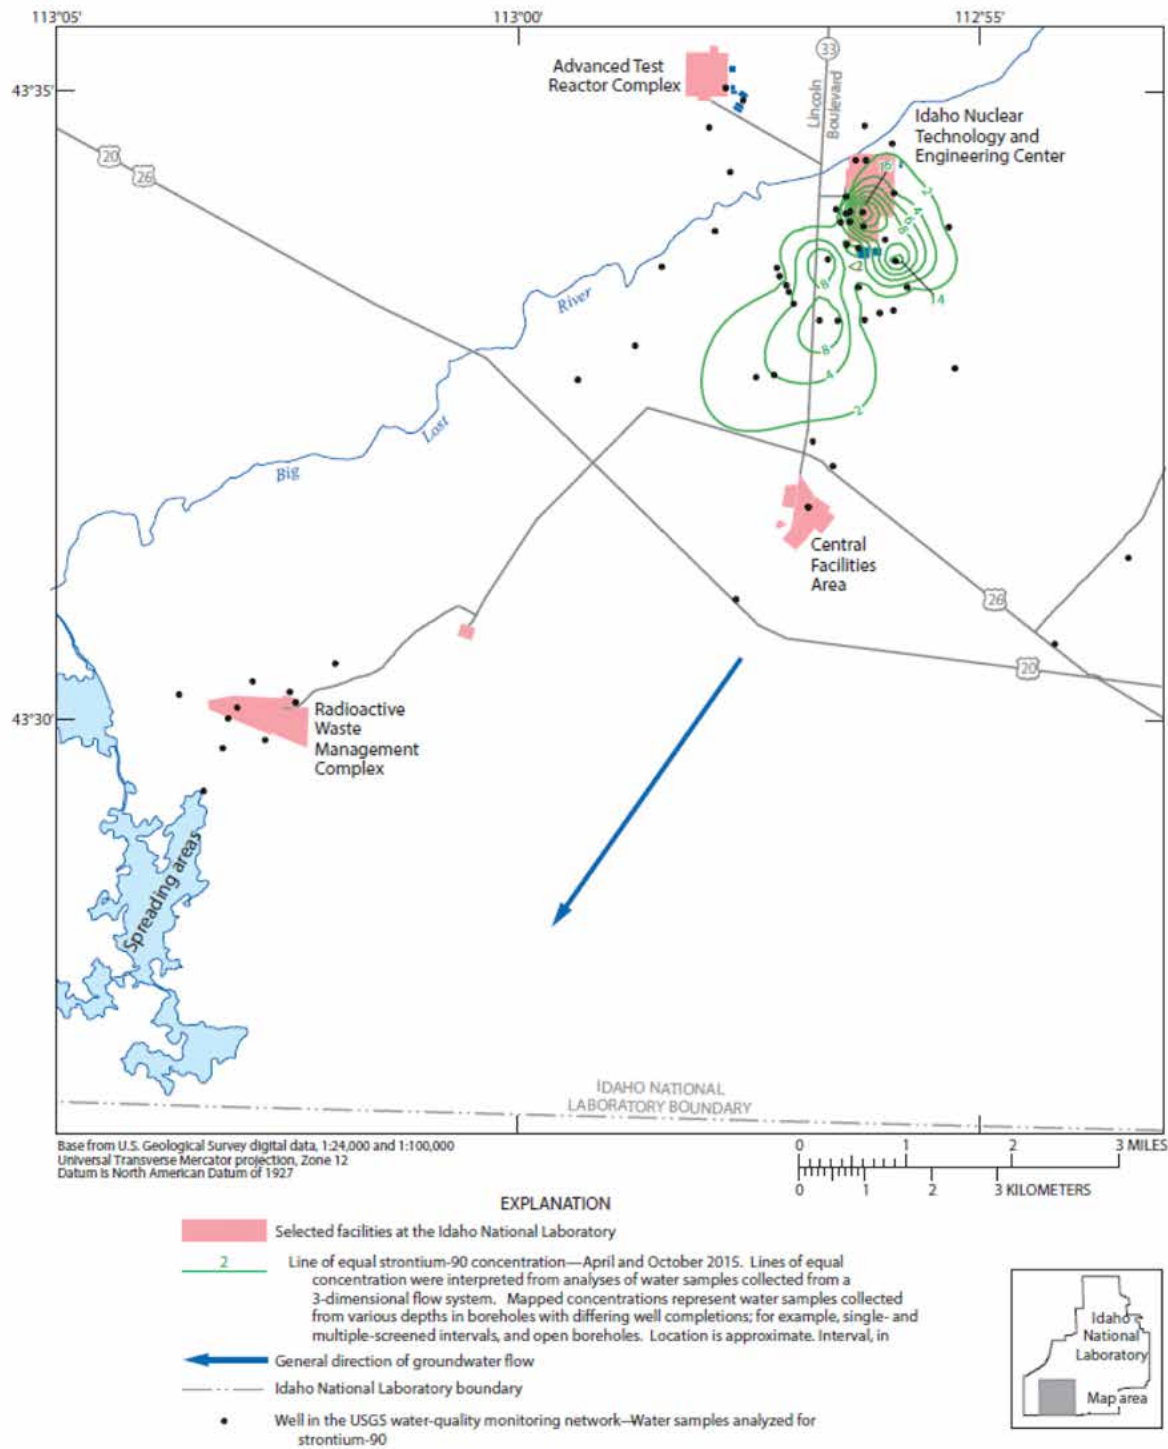 113°05'
113°00'
112°55'
43°35'
Advanced Test
Reactor Complex
33
Lincoln
Boulevard
Idaho Nuclear
Technology and
Engineering Center
20
26
16
2
4
6
8
<2
8
14
8
4
2
River
Lost
Big
Central
Facilities
Area
26
20
43°30'
Radioactive
Waste
Management
Complex
Spreading areas
IDAHO NATIONAL
LABORATORY BOUNDARY
Base from U.S. Geological Survey digital data, 1:24,000 and 1:100,000
Universal Transverse Mercator projection, Zone 12
Datum is North American Datum of 1927
0 1 2 3 MILES
0 1 2 3 KILOMETERS
EXPLANATION
Selected facilities at the Idaho National Laboratory
2
Line of equal strontium-90 concentration—April and October 2015. Lines of equal
concentration were interpreted from analyses of water samples collected from a
3-dimensional flow system. Mapped concentrations represent water samples collected
from various depths in boreholes with differing well completions; for example, single- and
multiple-screened intervals, and open boreholes. Location is approximate. Interval, in
General direction of groundwater flow
Idaho National Laboratory boundary
Well in the USGS water-quality monitoring network—Water samples analyzed for
strontium-90
Idaho
National
Laboratory
Map area